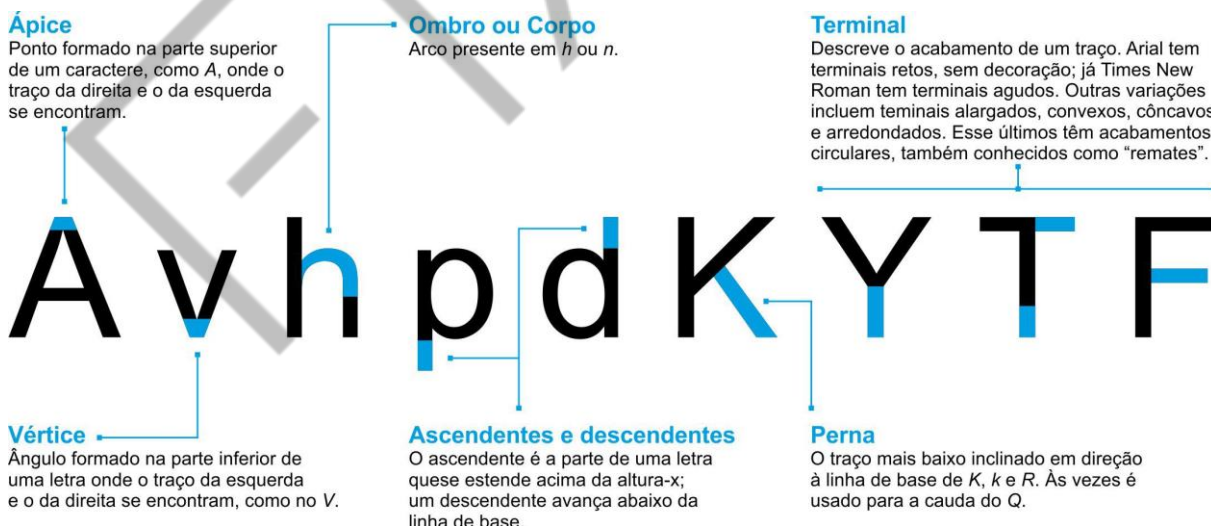 Ápice
Ponto formado na parte superior
de um caractere, como A, onde o
traço da direita e o da esquerda
se encontram.
Ombro ou Corpo
Arco presente em h ou n.
Terminal
Descreve o acabamento de um traço. Arial tem
terminais retos, sem decoração; já Times New
Roman tem terminais agudos. Outras variações
incluem teminais alargados, convexos, côncavos
e arredondados. Esse últimos têm acabamentos
circulares, também conhecidos como “remates”.
A v h p d K Y T F
Vértice
Ângulo formado na parte inferior de
uma letra onde o traço da esquerda
e o da direita se encontram, como no V.
Ascendentes e descendentes
O ascendente é a parte de uma letra
quese estende acima da altura-x;
um descendente avança abaixo da
linha de base
Perna
O traço mais baixo inclinado em direção
à linha de base de K, k e R. Às vezes é
usado para a cauda do Q.